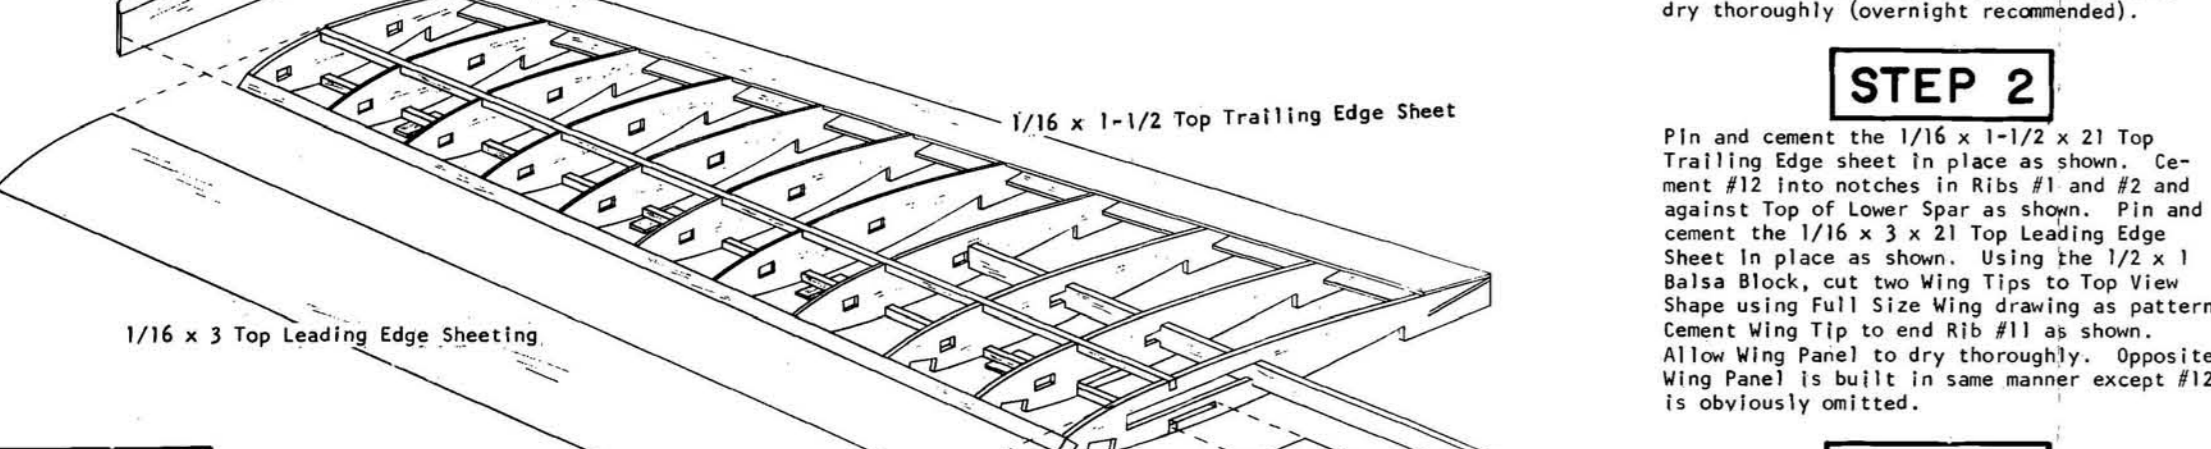 1/16 x 1-1/2 Top Trailing Edge Sheet
1/16 x 3 Top Leading Edge Sheeting
dry thoroughly (overnight recommended).
STEP 2
Pin and cement the 1/16 x 1-1/2 x 21 Top
Trailing Edge sheet in place as shown. Ce-
ment #12 into notches in Ribs #1 and #2 and
against Top of Lower Spar as shown. Pin and
cement the 1/16 x 3 x 21 Top Leading Edge
Sheet in place as shown. Using the 1/2 x 1
Balsa Block, cut two Wing Tips to Top View
Shape using Full Size Wing drawing as pattern
Cement Wing Tip to end Rib #11 as shown.
Allow Wing Panel to dry thoroughly. Opposite
Wing Panel is built in same manner except #12
is obviously omitted.